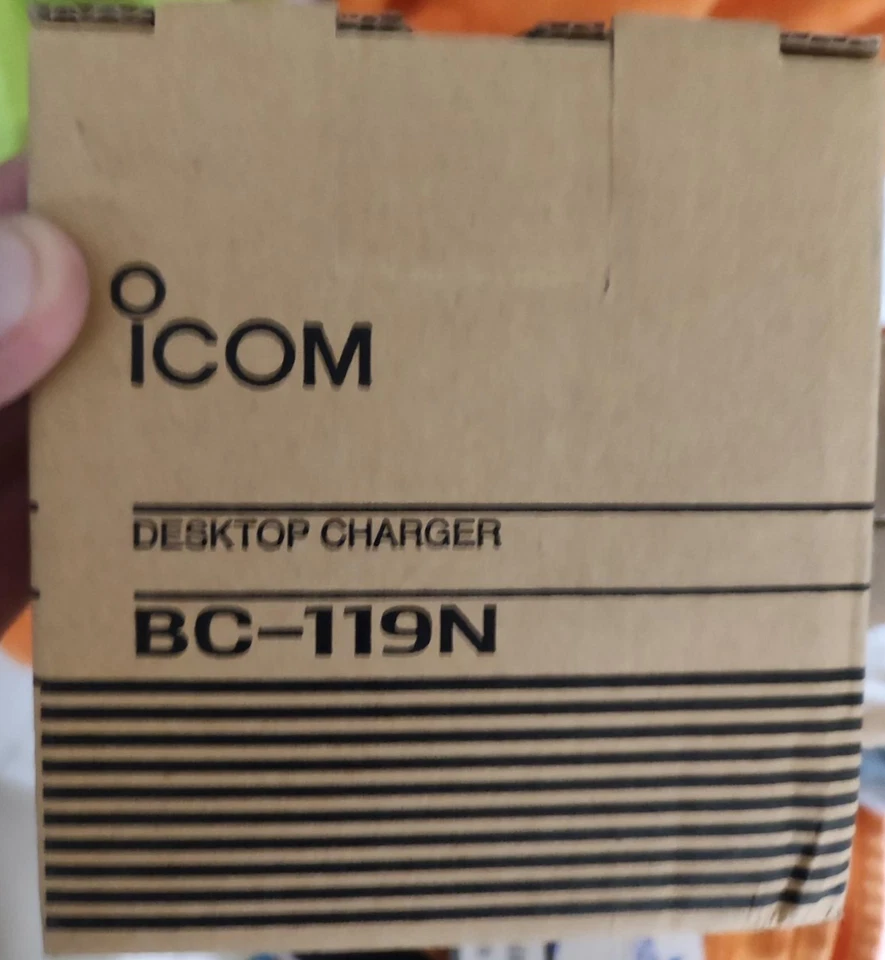 ICOM
DESKTOP CHARGER
BC-119N